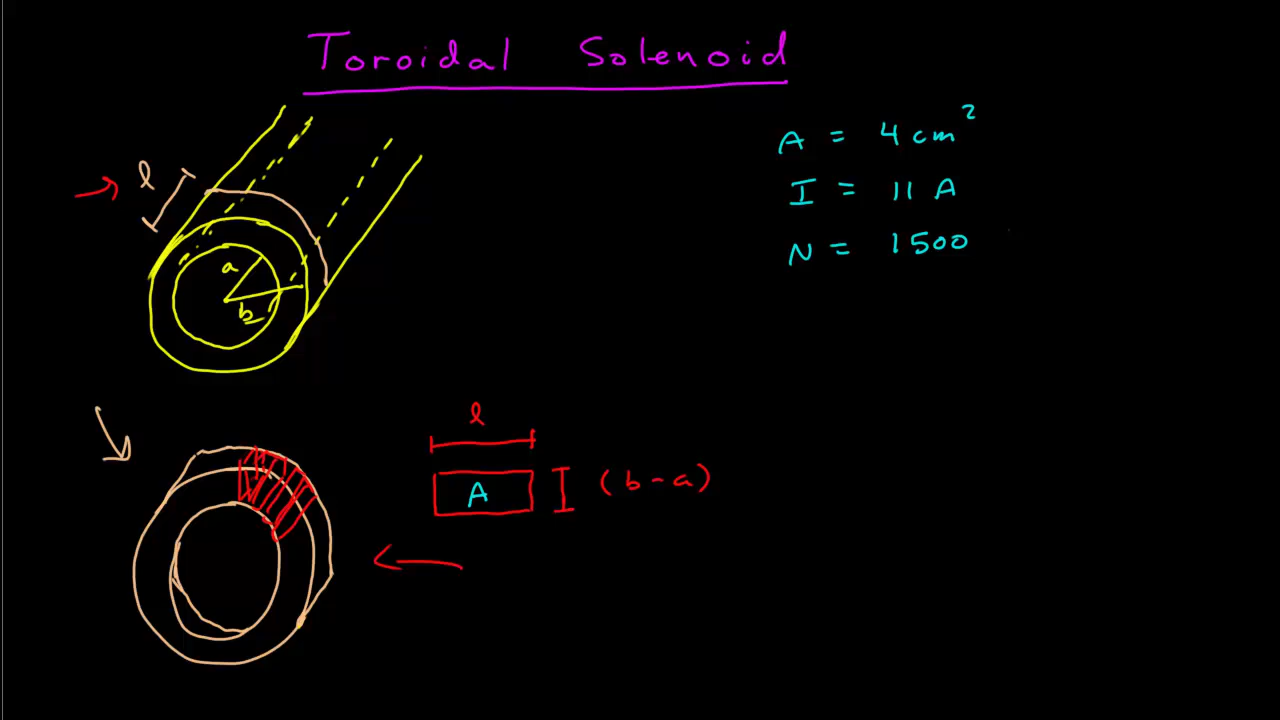 Toroidal Solenoid
A = 4 cm²
I = 11 A
N = 1500
l
a
b
l
A
(b - a)